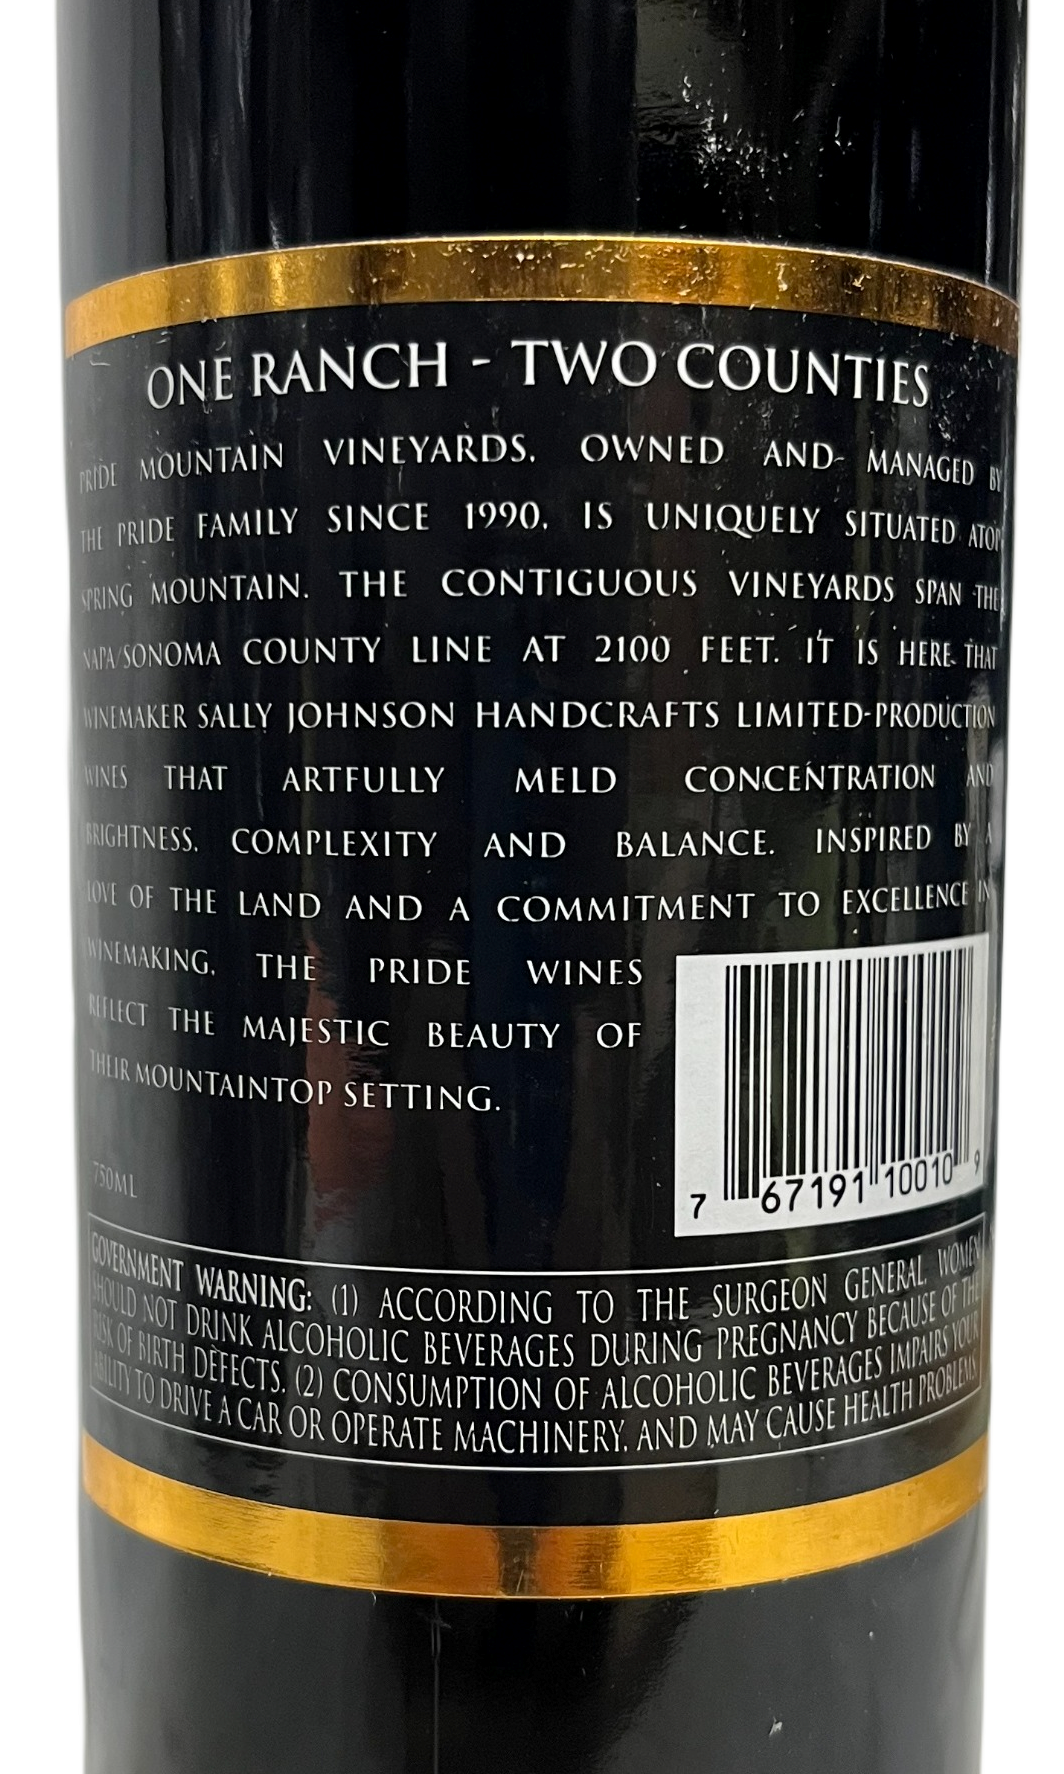 ONE RANCH - TWO COUNTIES
PRIDE MOUNTAIN VINEYARDS, OWNED AND MANAGED BY
THE PRIDE FAMILY SINCE 1990, IS UNIQUELY SITUATED ATOP
SPRING MOUNTAIN. THE CONTIGUOUS VINEYARDS SPAN THE
NAPA/SONOMA COUNTY LINE AT 2100 FEET. IT IS HERE THAT
WINEMAKER SALLY JOHNSON HANDCRAFTS LIMITED-PRODUCTION
WINES THAT ARTFULLY MELD CONCENTRATION AND
BRIGHTNESS, COMPLEXITY AND BALANCE. INSPIRED BY A
LOVE OF THE LAND AND A COMMITMENT TO EXCELLENCE IN
WINEMAKING, THE PRIDE WINES
REFLECT THE MAJESTIC BEAUTY OF
THEIR MOUNTAINTOP SETTING.
7 67191 10010 9
750ML
GOVERNMENT WARNING: (1) ACCORDING TO THE SURGEON GENERAL, WOMEN
SHOULD NOT DRINK ALCOHOLIC BEVERAGES DURING PREGNANCY BECAUSE OF THE
RISK OF BIRTH DEFECTS. (2) CONSUMPTION OF ALCOHOLIC BEVERAGES IMPAIRS YOUR
ABILITY TO DRIVE A CAR OR OPERATE MACHINERY, AND MAY CAUSE HEALTH PROBLEMS.